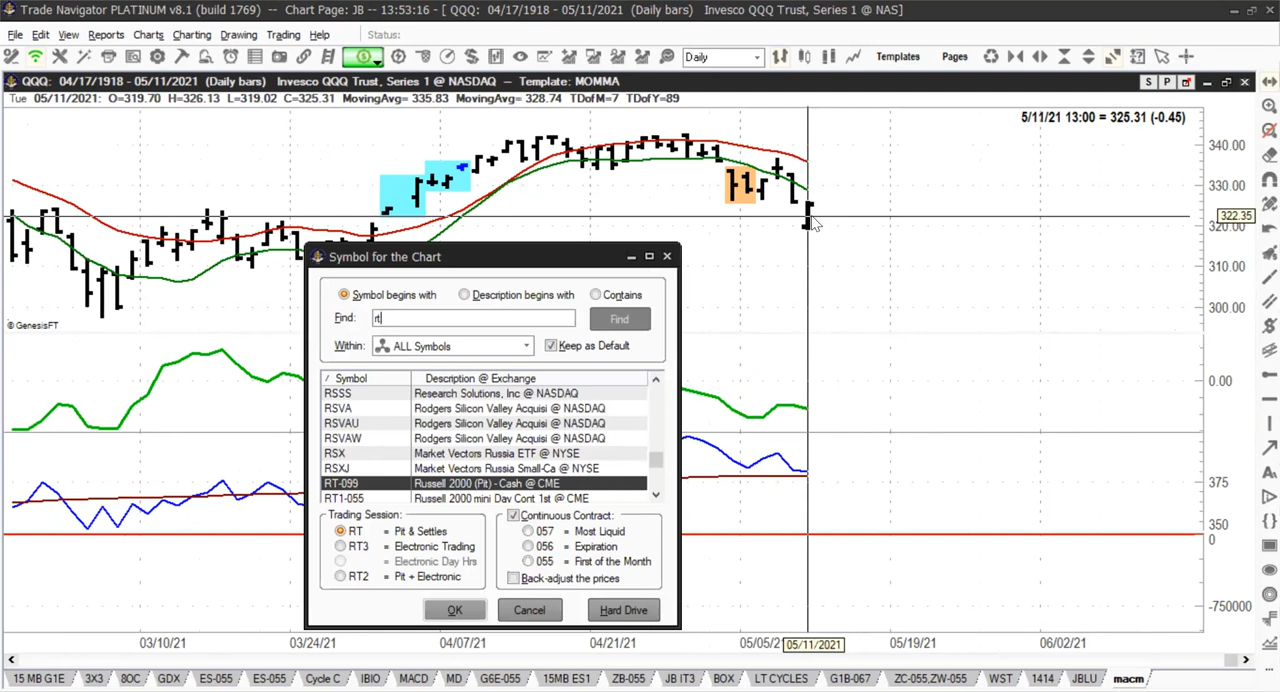 Trade Navigator PLATINUM v8.1 (build 1769) - Chart Page: JB -- 13:53:16 - [ QQQ: 04/17/1918 - 05/11/2021 (Daily bars) Invesco QQQ Trust, Series 1 @ NAS]
File Edit View Reports Charts Charting Drawing Trading Help Status:
Daily Templates Pages
QQQ: 04/17/1918 - 05/11/2021 (Daily bars) Invesco QQQ Trust, Series 1 @ NASDAQ -- Template: MOMMA S P
Tue 05/11/2021: O=319.70 H=326.13 L=319.02 C=325.31 MovingAvg= 335.83 MovingAvg= 328.74 TDofM=7 TDofY=89
5/11/21 13:00 = 325.31 (-0.45)
340.00
330.00
322.35
320.00
310.00
300.00
© GenesisFT
0.00
375
350
0
-750000
Symbol for the Chart
Symbol begins with Description begins with Contains
Find: rt Find
Within: ALL Symbols Keep as Default
/ Symbol Description @ Exchange
RSSS Research Solutions, Inc @ NASDAQ
RSVA Rodgers Silicon Valley Acquisi @ NASDAQ
RSVAU Rodgers Silicon Valley Acquisi @ NASDAQ
RSVAW Rodgers Silicon Valley Acquisi @ NASDAQ
RSX Market Vectors Russia ETF @ NYSE
RSXJ Market Vectors Russia Small-Ca @ NYSE
RT-099 Russell 2000 (Pit) - Cash @ CME
RT1-055 Russell 2000 mini Day Cont 1st @ CME
Trading Session: Continuous Contract:
RT = Pit & Settles 057 = Most Liquid
RT3 = Electronic Trading 056 = Expiration
= Electronic Day Hrs 055 = First of the Month
RT2 = Pit + Electronic Back-adjust the prices
OK Cancel Hard Drive
03/10/21 03/24/21 04/07/21 04/21/21 05/05/2 05/11/21 05/19/21 06/02/21
15 MB G1E 3X3 8OC GDX ES-055 ES-055 Cycle C IBIO MACD MD G6E-055 15MB ES1 ZB-055 JB IT3 BOX LT CYCLES G1B-067 ZC-055,ZW-055 WST 1414 JBLU macm